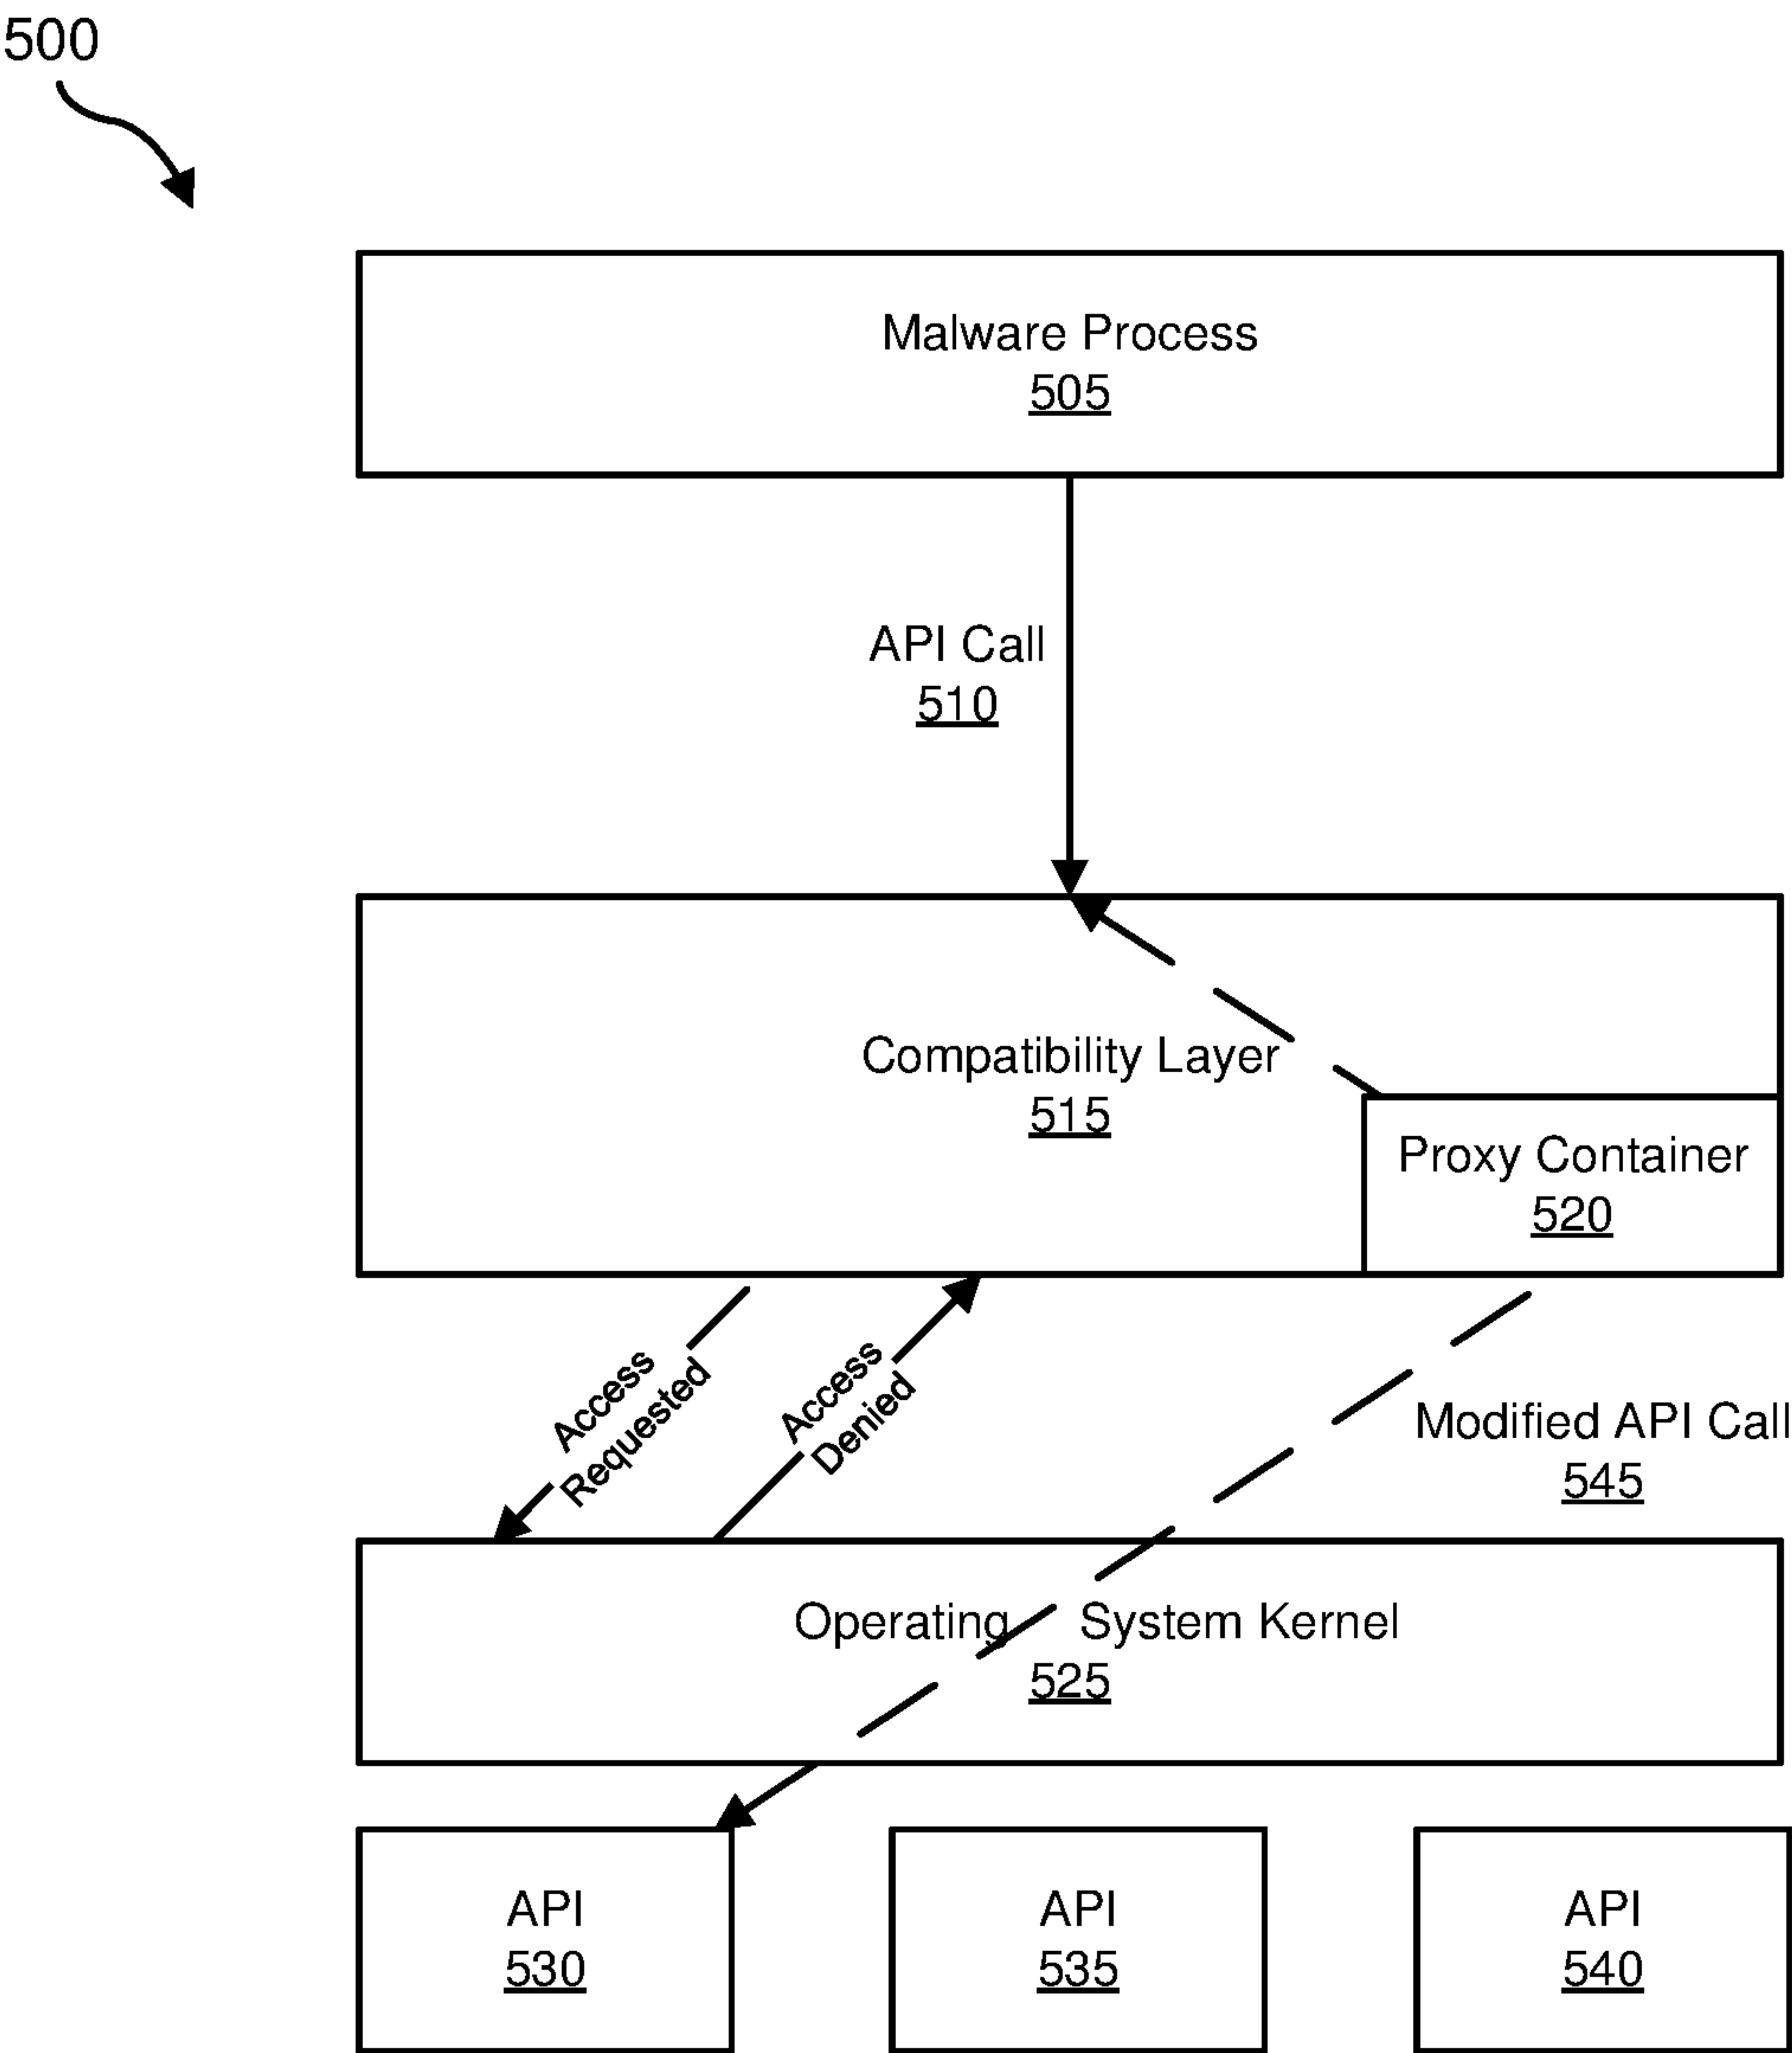 500
Malware Process
505
API Call
510
Compatibility Layer
515
Proxy Container
520
Access
Requested
Access
Denied
Modified API Call
545
Operating System Kernel
525
API
530
API
535
API
540